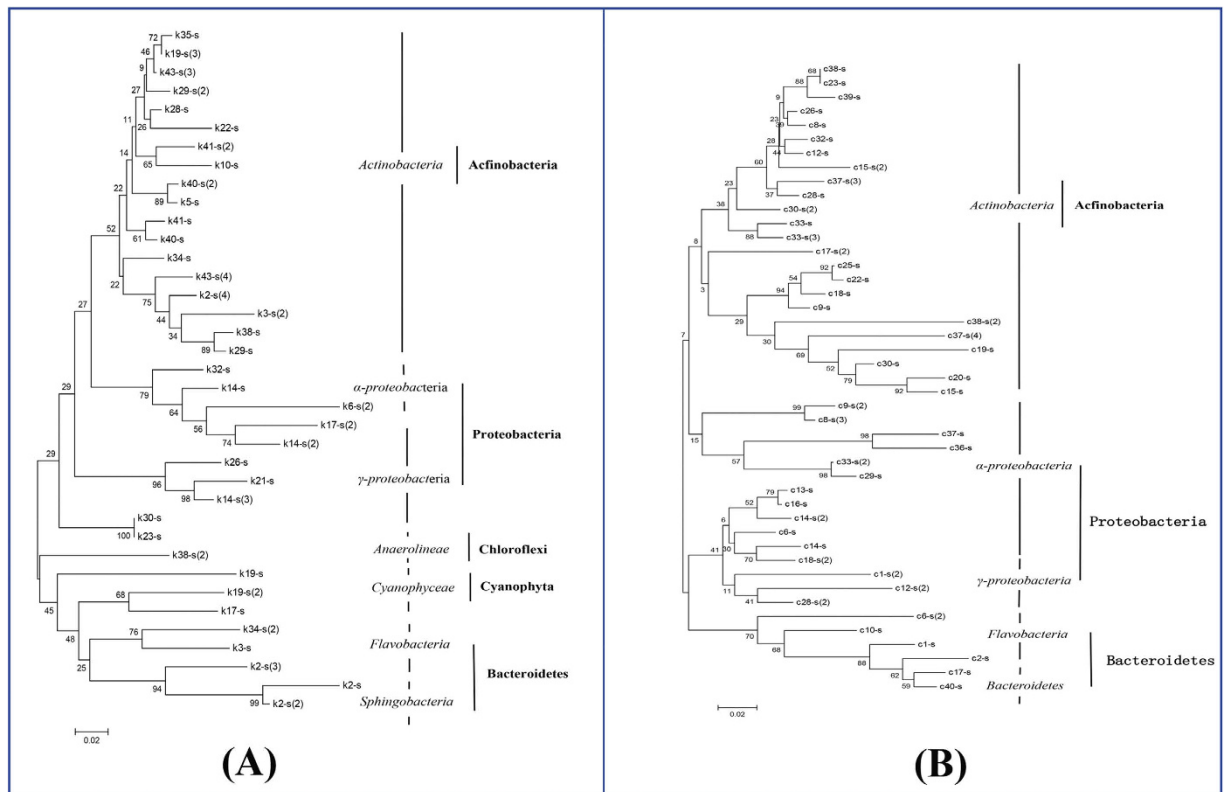 72
k35-s
46
k19-s(3)
9
k43-s(3)
27
k29-s(2)
k28-s
11
26
k22-s
14
k41-s(2)
65
k10-s
Actinobacteria
Acfinobacteria
22
k40-s(2)
89
k5-s
52
k41-s
61
k40-s
k34-s
22
k43-s(4)
75
k2-s(4)
27
44
k3-s(2)
34
k38-s
89
k29-s
k32-s
29
79
k14-s
α-proteobacteria
64
k6-s(2)
56
k17-s(2)
74
k14-s(2)
Proteobacteria
29
k26-s
96
k21-s
γ-proteobacteria
98
k14-s(3)
k30-s
100
k23-s
Anaerolineae
Chloroflexi
k38-s(2)
k19-s
Cyanophyceae
Cyanophyta
45
68
k19-s(2)
k17-s
48
76
k34-s(2)
Flavobacteria
k3-s
25
k2-s(3)
Bacteroidetes
94
k2-s
99
k2-s(2)
Sphingobacteria
0.02
(A)
68
c38-s
88
c23-s
9
c39-s
c26-s
23
39
c8-s
28
c32-s
44
c12-s
60
c15-s(2)
23
c37-s(3)
37
c28-s
38
c30-s(2)
Actinobacteria
Acfinobacteria
c33-s
88
c33-s(3)
8
c17-s(2)
92
c25-s
54
c22-s
3
94
c18-s
c9-s
29
c38-s(2)
30
c37-s(4)
7
69
c19-s
52
c30-s
79
c20-s
92
c15-s
99
c9-s(2)
c8-s(3)
15
98
c37-s
c36-s
57
c33-s(2)
98
c29-s
α-proteobacteria
79
c13-s
52
c16-s
6
c14-s(2)
Proteobacteria
c6-s
41
30
c14-s
70
c18-s(2)
c1-s(2)
γ-proteobacteria
11
c12-s(2)
41
c28-s(2)
c6-s(2)
70
c10-s
Flavobacteria
68
c1-s
88
c2-s
Bacteroidetes
62
c17-s
59
c40-s
Bacteroidetes
0.02
(B)